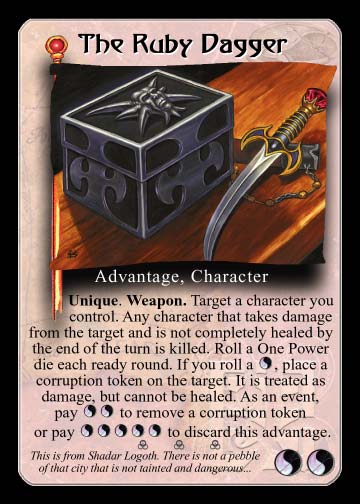 The Ruby Dagger
Advantage, Character
Unique. Weapon. Target a character you
control. Any character that takes damage
from the target and is not completely healed by
the end of the turn is killed. Roll a One Power
die each ready round. If you roll a ☯, place a
corruption token on the target. It is treated as
damage, but cannot be healed. As an event,
pay ☯☯ to remove a corruption token
or pay ☯☯☯☯☯ to discard this advantage.
This is from Shadar Logoth. There is not a pebble
of that city that is not tainted and dangerous...